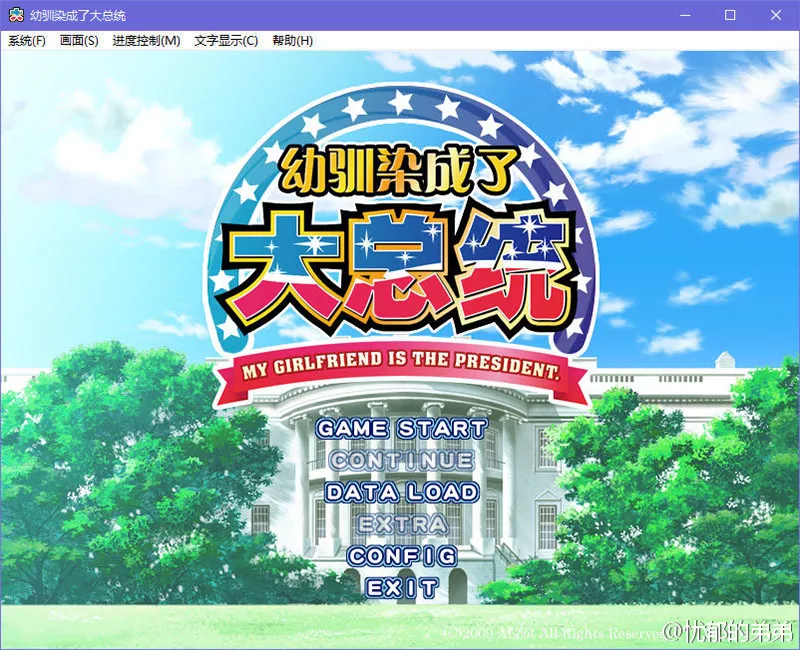 幼驯染成了大总统
系统(F) 画面(S) 进度控制(M) 文字显示(C) 帮助(H)
幼驯染成了
大总统
MY GIRLFRIEND IS THE PRESIDENT.
GAME START
CONTINUE
DATA LOAD
EXTRA
CONFIG
EXIT
(C)2009 All Rights Reserve
@忧郁的弟弟